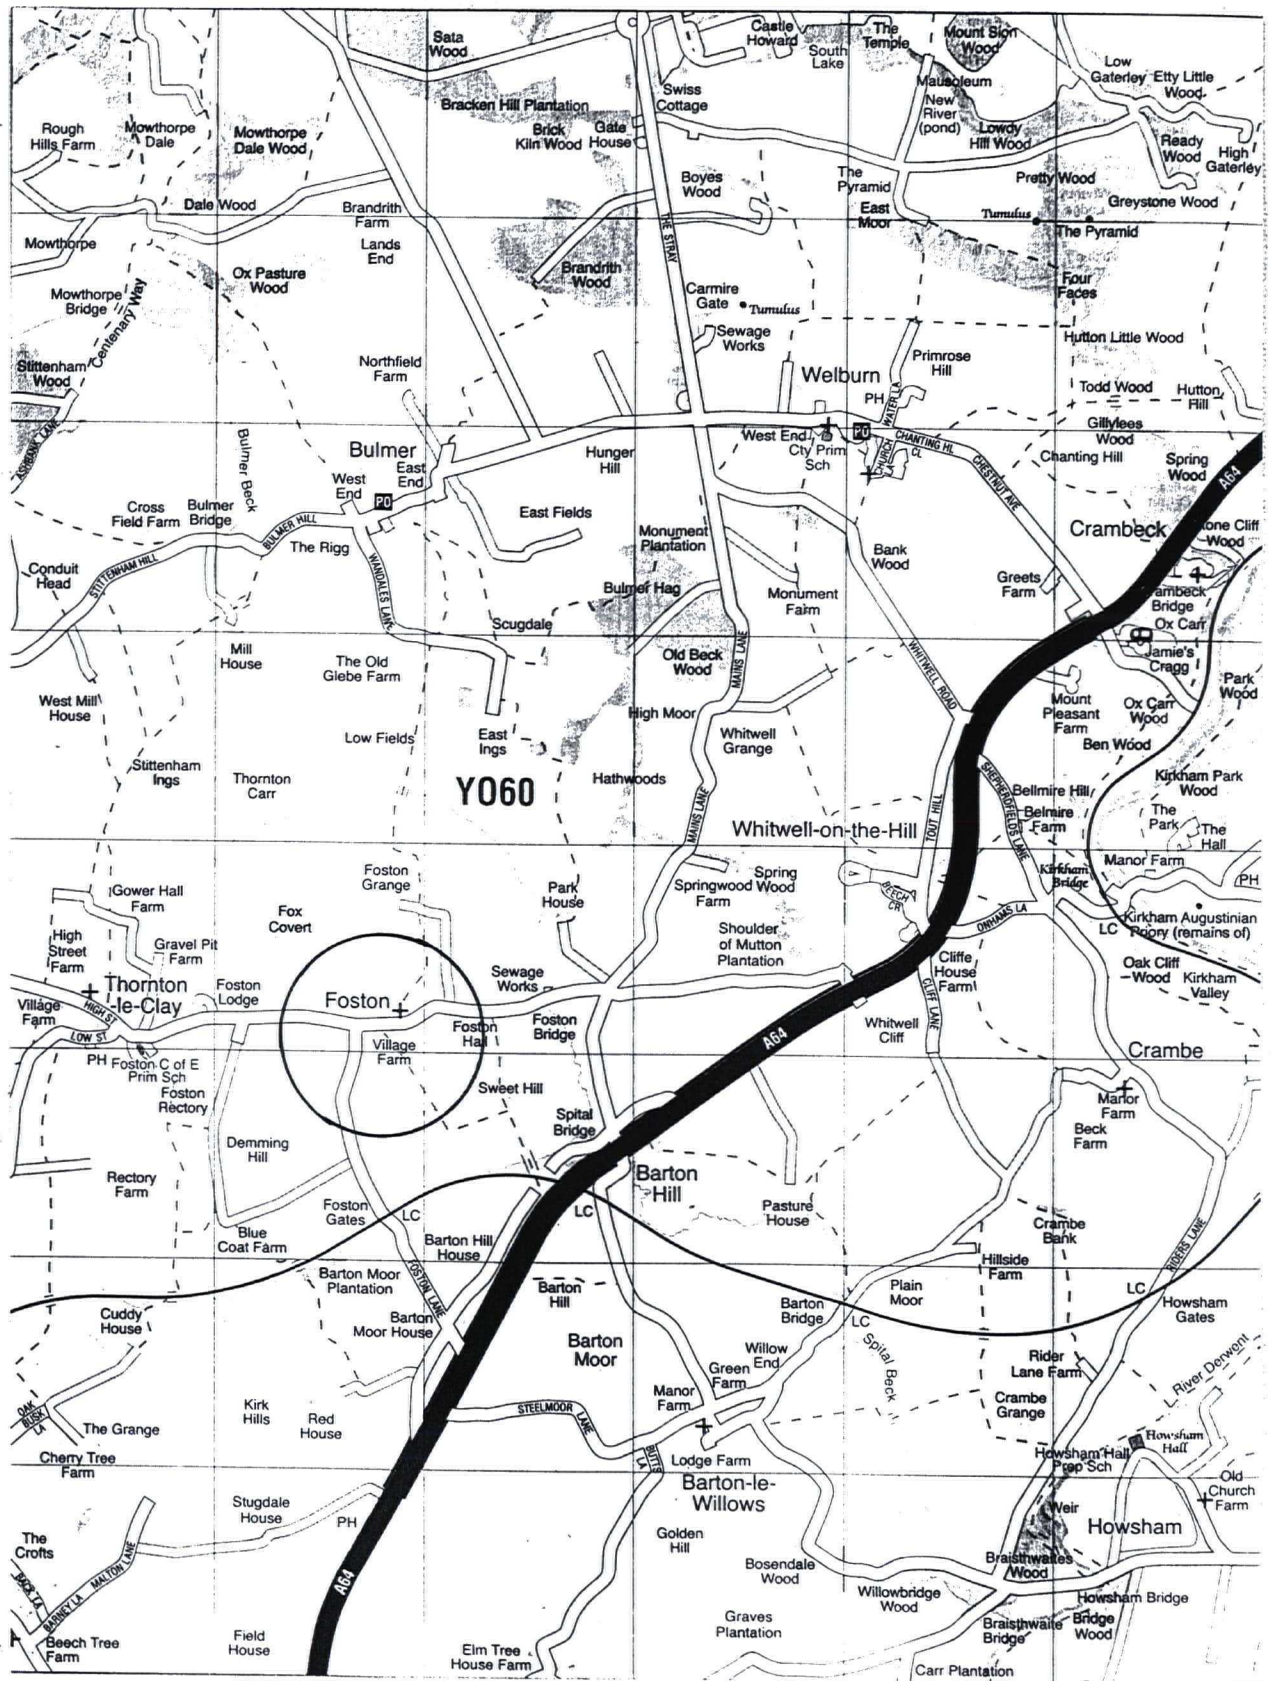 Sata
Wood
Castle
Howard
South
Lake
The
Temple
Mount Sion
Wood
Low
Gaterley
Etty Little
Wood
Mausoleum
Swiss
Cottage
New
River
(pond)
Bracken Hill Plantation
Brick
Kiln Wood
Gate
House
Lowdy
Hill Wood
Ready
Wood
High
Gaterley
Rough
Hills Farm
Mowthorpe
Dale
Mowthorpe
Dale Wood
Boyes
Wood
The
Pyramid
Pretty Wood
Greystone Wood
Dale Wood
Brandrith
Farm
East
Moor
Tumulus
The Pyramid
THE STRAY
Mowthorpe
Lands
End
Ox Pasture
Wood
Brandrith
Wood
Four
Faces
Mowthorpe
Bridge
Centenary Way
Carmire
Gate
Tumulus
Sewage
Works
Hutton Little Wood
Stittenham
Wood
Northfield
Farm
Welburn
Primrose
Hill
PH
WATER LA
Todd Wood
Hutton
Hill
Gillylees
Wood
ASHBANK LANE
Bulmer Beck
Bulmer
East
End
West
End
PO
Hunger
Hill
West End
Cty Prim
Sch
PO
CHURCH LA
CHANTING HL
CL
Chanting Hill
CHESTNUT AVE
Spring
Wood
A64
Cross
Field Farm
Bulmer
Bridge
BULMER HILL
The Rigg
East Fields
Monument
Plantation
Bank
Wood
Crambeck
Stone Cliff
Wood
Conduit
Head
STITTENHAM HILL
WANDALES LANE
Bulmer Hag
Monument
Farm
Greets
Farm
Crambeck
Bridge
Ox Carr
Scugdale
Mill
House
The Old
Glebe Farm
Old Beck
Wood
MAINS LANE
WHITWELL ROAD
Jamie's
Cragg
Park
Wood
West Mill
House
High Moor
Mount
Pleasant
Farm
Ox Carr
Wood
Low Fields
East
Ings
Whitwell
Grange
Ben Wood
Stittenham
Ings
Thornton
Carr
YO60
Hathwoods
SHEPHERDFIELDS LANE
Bellmire Hill
Kirkham Park
Wood
MAINS LANE
Whitwell-on-the-Hill
TOUT HILL
Belmire
Farm
The
Park
The
Hall
Foston
Grange
Springwood
Farm
Spring
Wood
BEECH
CR
Kirkham
Bridge
Manor Farm
PH
Gower Hall
Farm
Fox
Covert
Park
House
ONHAMS LA
LC
Kirkham Augustinian
Priory (remains of)
High
Street
Farm
Gravel Pit
Farm
Shoulder
of Mutton
Plantation
Cliffe
House
Farm
Oak Cliff
Wood
Kirkham
Valley
Thornton
-le-Clay
Foston
Lodge
Foston
Sewage
Works
CLIFF LANE
Village
Farm
HIGH ST
LOW ST
PH
Foston C of E
Prim Sch
Village
Farm
Foston
Hall
Foston
Bridge
A64
Whitwell
Cliff
Crambe
Foston
Rectory
Sweet Hill
Manor
Farm
Spital
Bridge
Beck
Farm
Demming
Hill
Rectory
Farm
Barton
Hill
Foston
Gates
LC
LC
Pasture
House
Crambe
Bank
RIDERS LANE
Blue
Coat Farm
Barton Hill
House
FOSTON LANE
Hillside
Farm
Barton Moor
Plantation
Barton
Hill
Plain
Moor
LC
Howsham
Gates
Cuddy
House
Barton
Moor House
Barton
Bridge
LC
Barton
Moor
Willow
End
Spital Beck
Rider
Lane Farm
River Derwent
Green
Farm
Manor
Farm
Crambe
Grange
OAK
BUSK
LA
The Grange
Kirk
Hills
Red
House
STEELMOOR LANE
BUTTS
LA
Howsham
Hall
Cherry Tree
Farm
Lodge Farm
Howsham Hall
Prep Sch
Barton-le-
Willows
Old
Church
Farm
Stugdale
House
PH
Weir
Howsham
Golden
Hill
The
Crofts
Bosendale
Wood
Braisthwaites
Wood
BACK LA
BARNEY LA
MALTON LANE
A64
Willowbridge
Wood
Howsham Bridge
Graves
Plantation
Braisthwaite
Bridge
Bridge
Wood
Beech Tree
Farm
Field
House
Elm Tree
House Farm
Carr Plantation